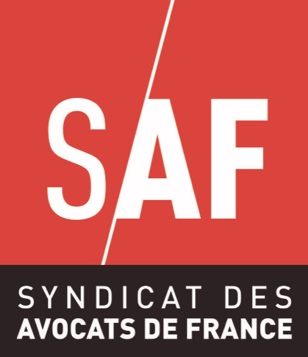 SAF
SYNDICAT DES
AVOCATS DE FRANCE